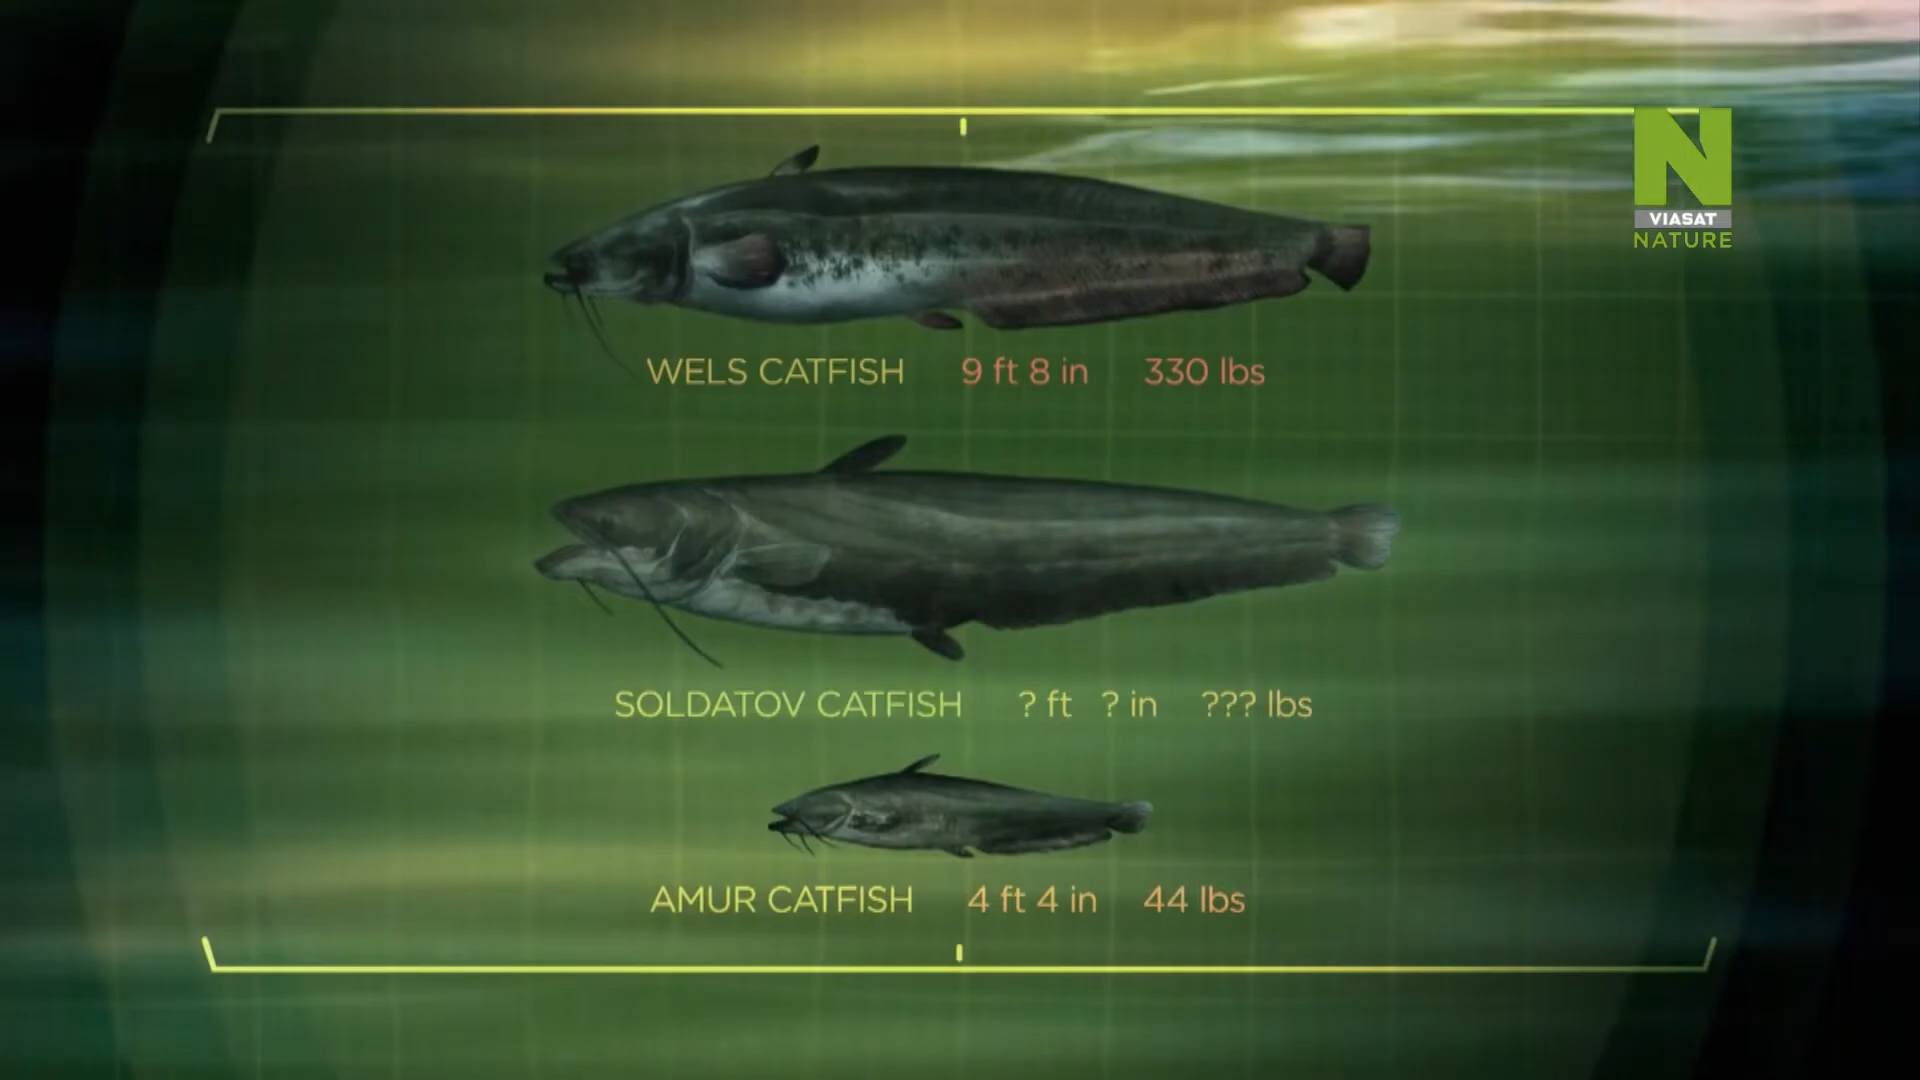 N
VIASAT
NATURE
WELS CATFISH 9 ft 8 in 330 lbs
SOLDATOV CATFISH ? ft ? in ??? lbs
AMUR CATFISH 4 ft 4 in 44 lbs